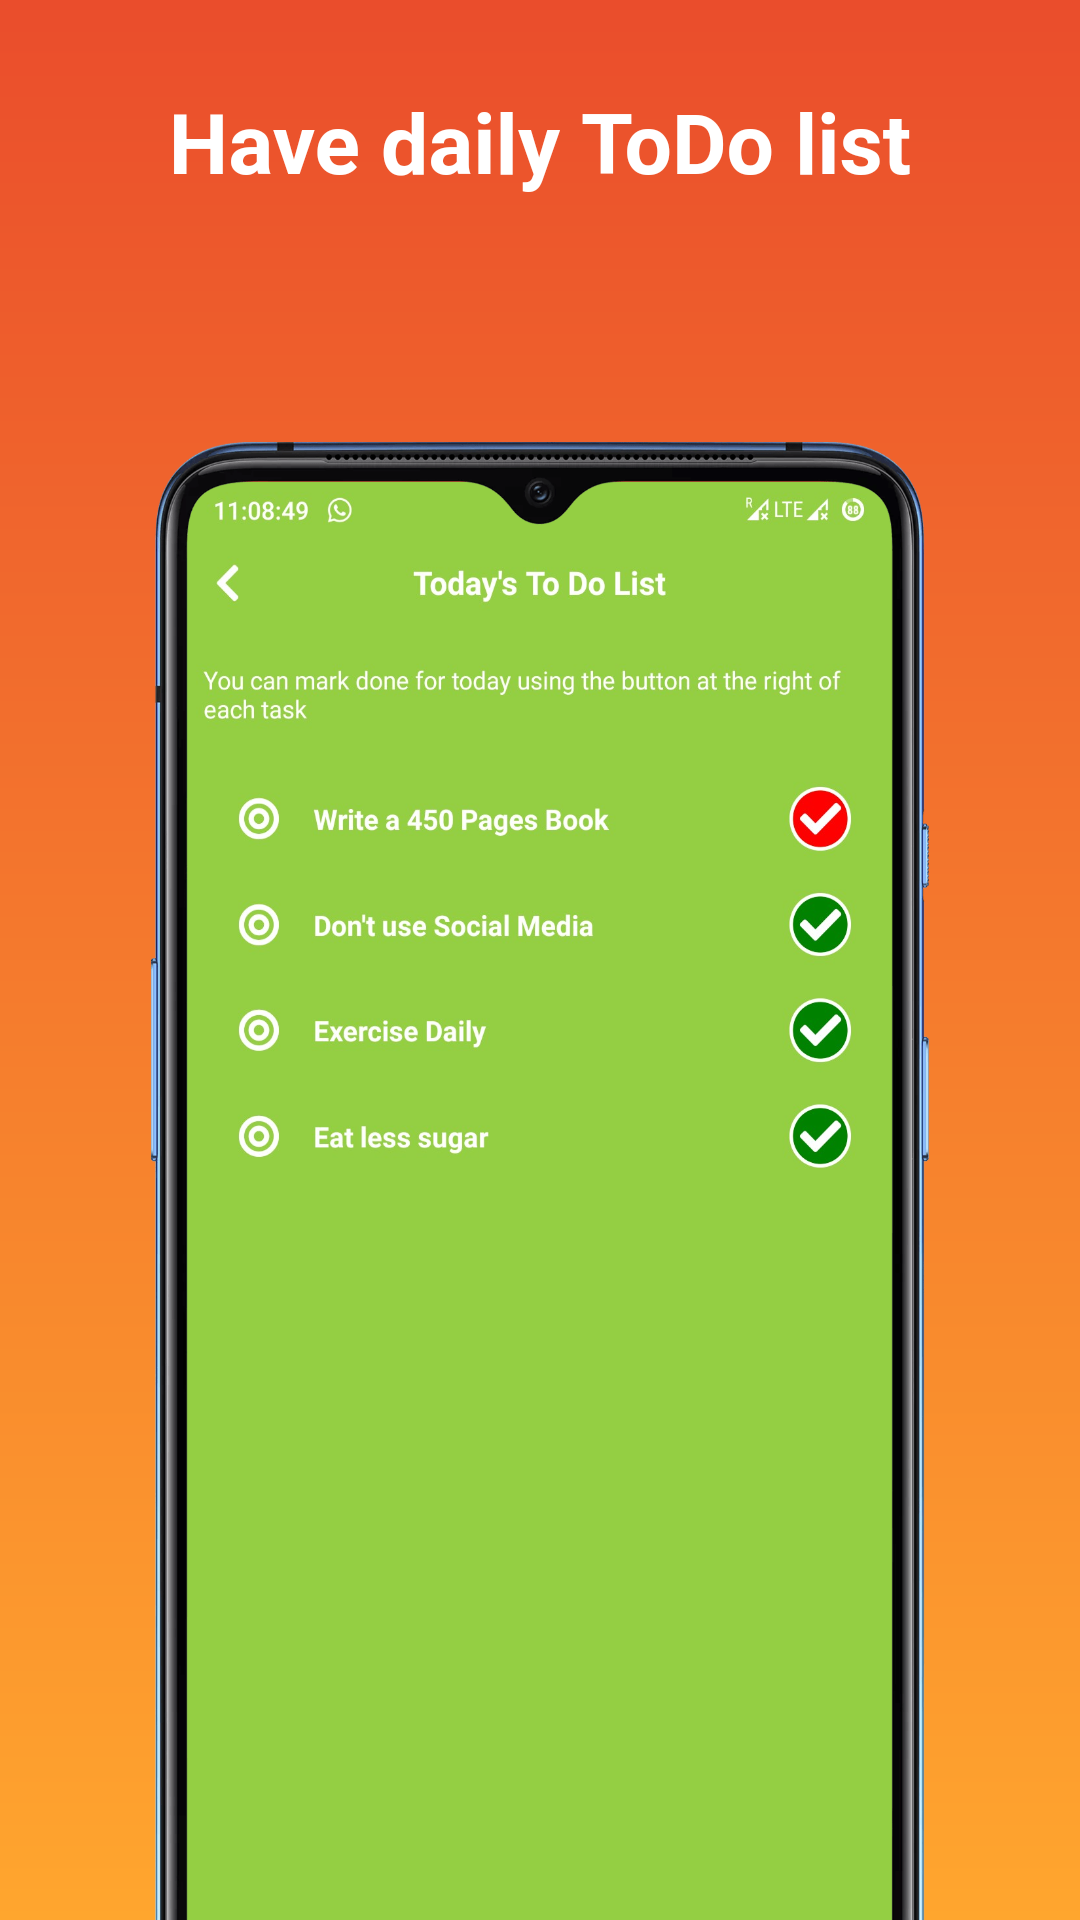 Have daily ToDo list
11:08:49
R LTE 88
Today's To Do List
You can mark done for today using the button at the right of
each task
Write a 450 Pages Book
Don't use Social Media
Exercise Daily
Eat less sugar